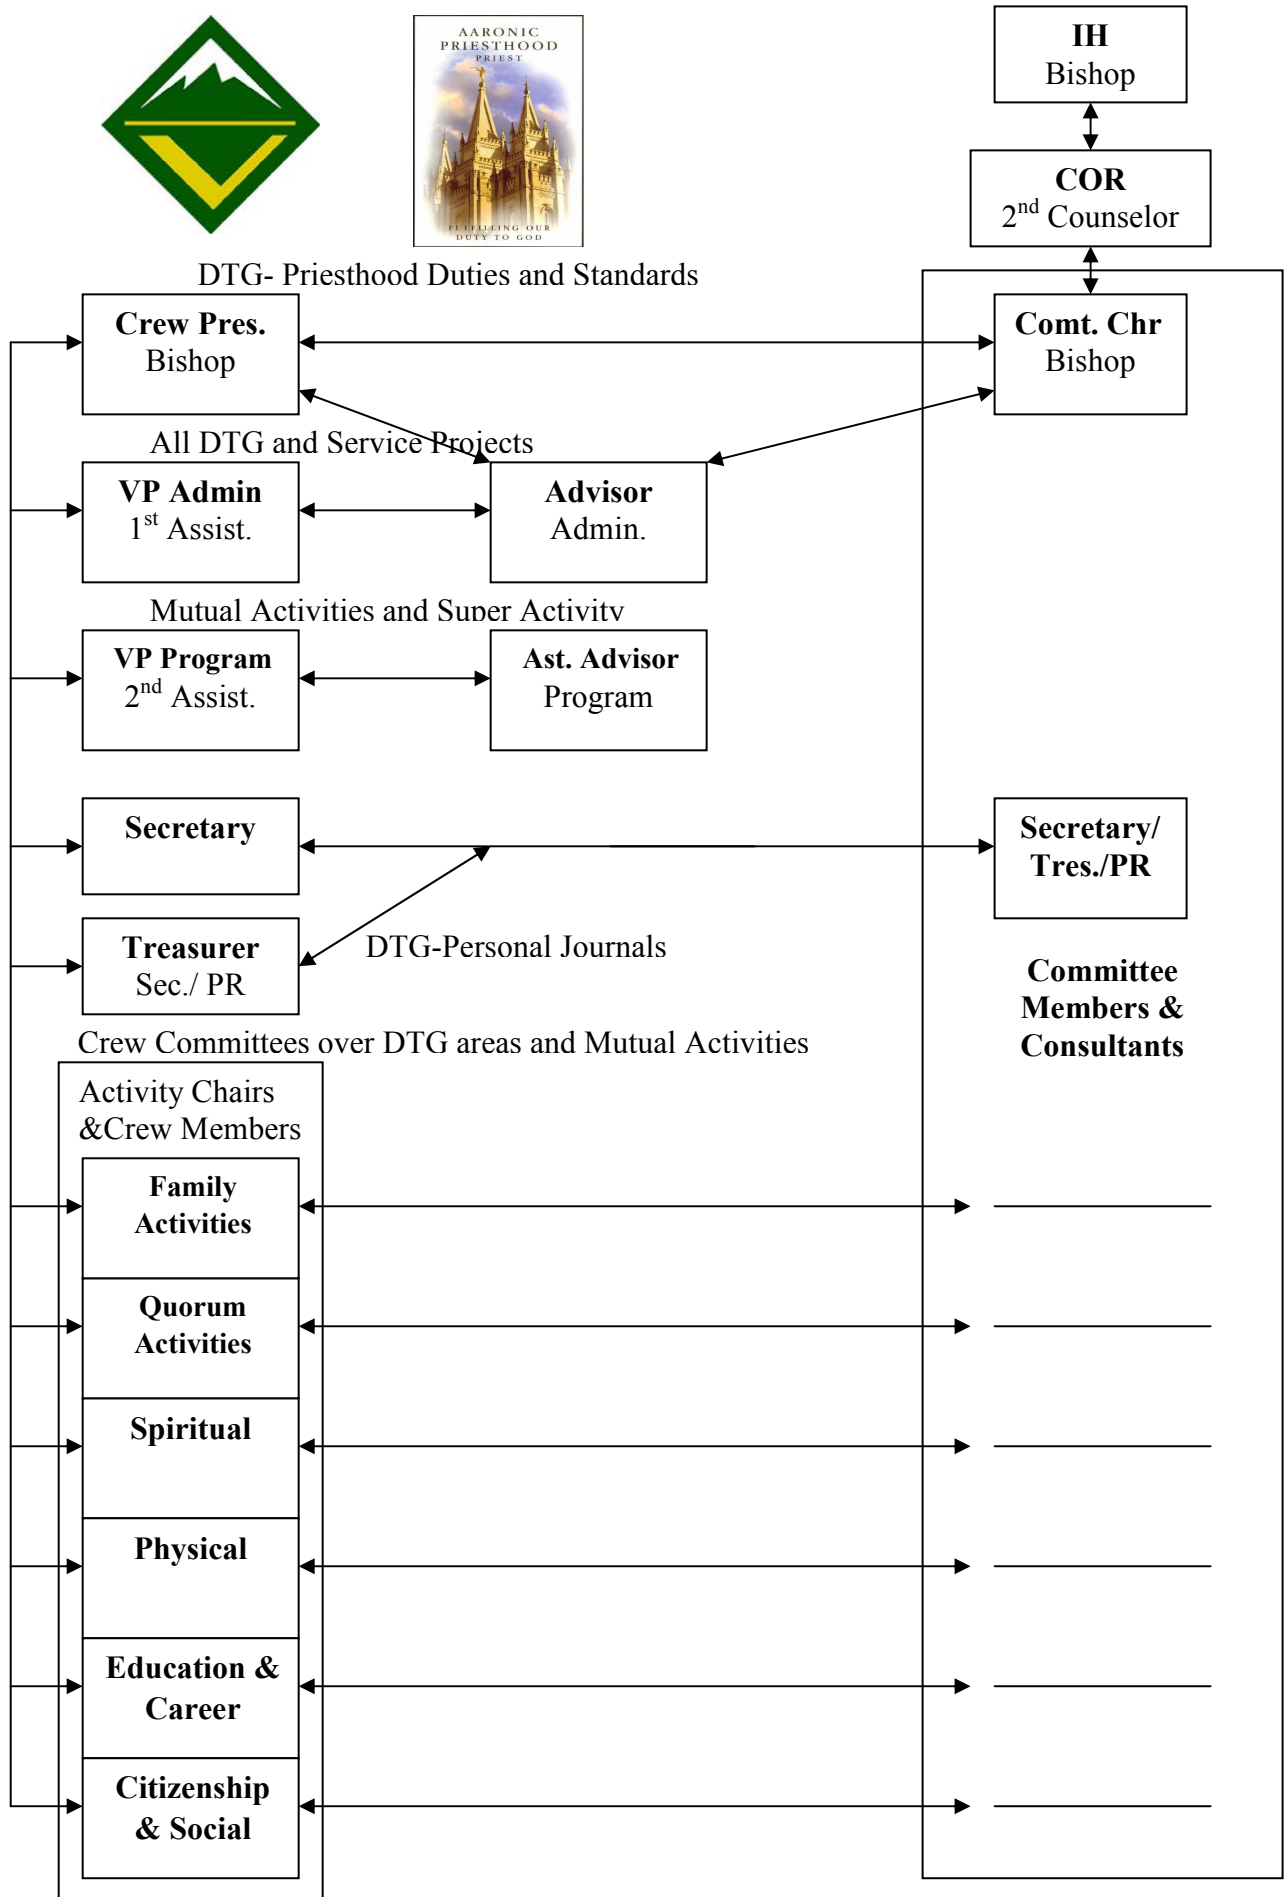 AARONIC
PRIESTHOOD
PRIEST
FULFILLING OUR
DUTY TO GOD
IH
Bishop
COR
2nd Counselor
DTG- Priesthood Duties and Standards
Crew Pres.
Bishop
Comt. Chr
Bishop
All DTG and Service Projects
VP Admin
1st Assist.
Advisor
Admin.
Mutual Activities and Super Activity
VP Program
2nd Assist.
Ast. Advisor
Program
Secretary
Secretary/
Tres./PR
Treasurer
Sec./ PR
DTG-Personal Journals
Committee
Members &
Consultants
Crew Committees over DTG areas and Mutual Activities
Activity Chairs
&Crew Members
Family
Activities
Quorum
Activities
Spiritual
Physical
Education &
Career
Citizenship
& Social